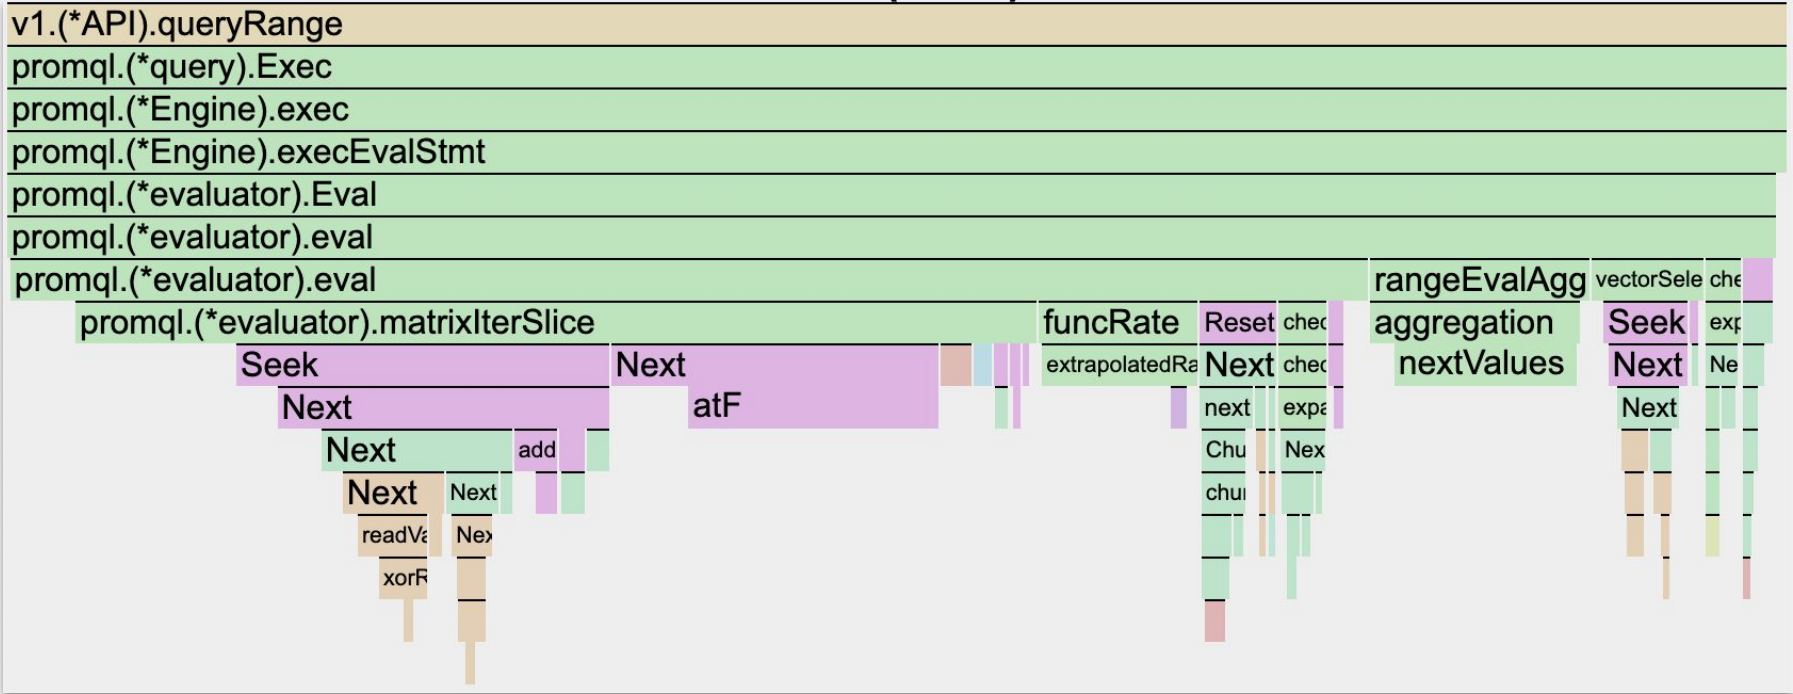 v1.(*API).queryRange
promql.(*query).Exec
promql.(*Engine).exec
promql.(*Engine).execEvalStmt
promql.(*evaluator).Eval
promql.(*evaluator).eval
promql.(*evaluator).eval rangeEvalAgg vectorSele che
promql.(*evaluator).matrixIterSlice funcRate Reset chec aggregation Seek exp
Seek Next extrapolatedRa Next chec nextValues Next Ne
Next atF next expa Next
Next add Chu Nex
Next Next chu
readVa Nex
xorR